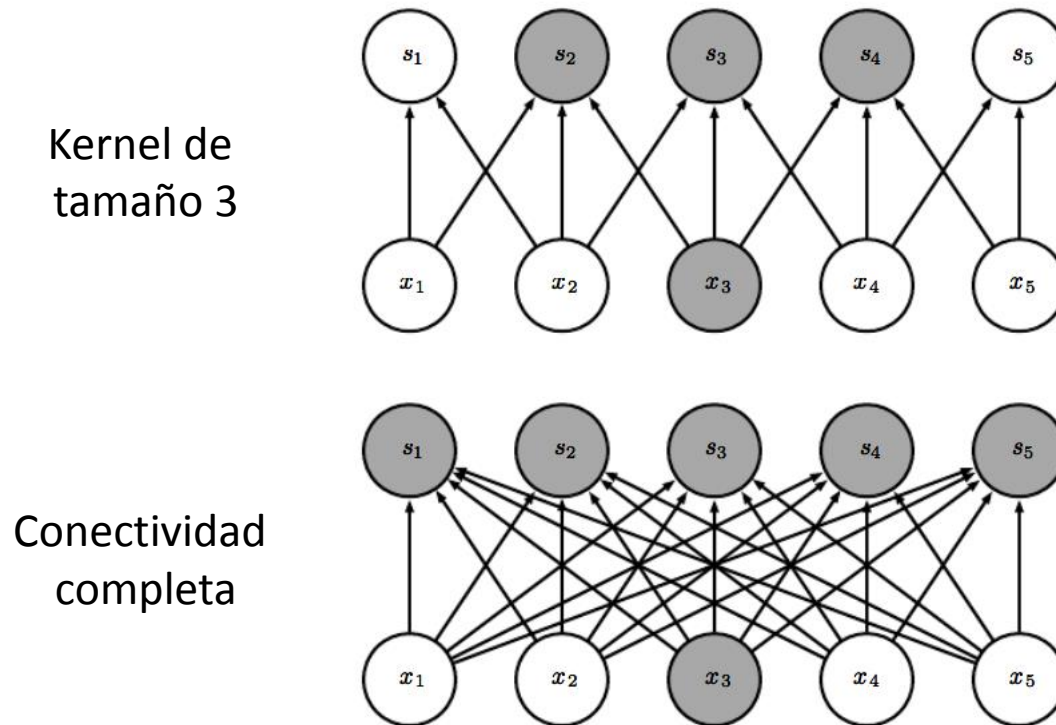 s₁ s₂ s₃ s₄ s₅
Kernel de
tamaño 3
x₁ x₂ x₃ x₄ x₅
s₁ s₂ s₃ s₄ s₅
Conectividad
completa
x₁ x₂ x₃ x₄ x₅